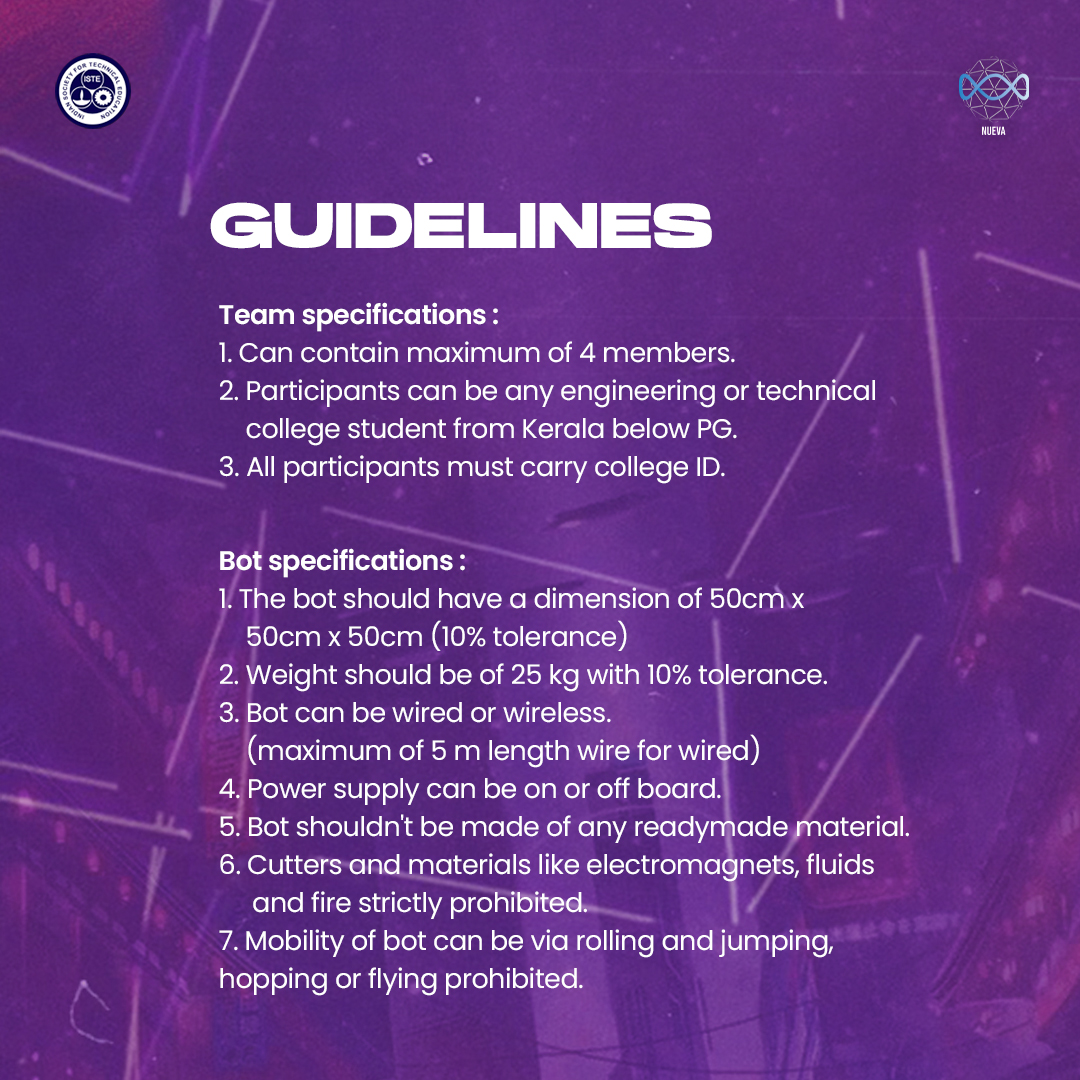 INDIAN SOCIETY FOR TECHNICAL EDUCATION
ISTE
NUEVA
GUIDELINES
Team specifications :
1. Can contain maximum of 4 members.
2. Participants can be any engineering or technical
college student from Kerala below PG.
3. All participants must carry college ID.
Bot specifications :
1. The bot should have a dimension of 50cm x
50cm x 50cm (10% tolerance)
2. Weight should be of 25 kg with 10% tolerance.
3. Bot can be wired or wireless.
(maximum of 5 m length wire for wired)
4. Power supply can be on or off board.
5. Bot shouldn't be made of any readymade material.
6. Cutters and materials like electromagnets, fluids
and fire strictly prohibited.
7. Mobility of bot can be via rolling and jumping,
hopping or flying prohibited.